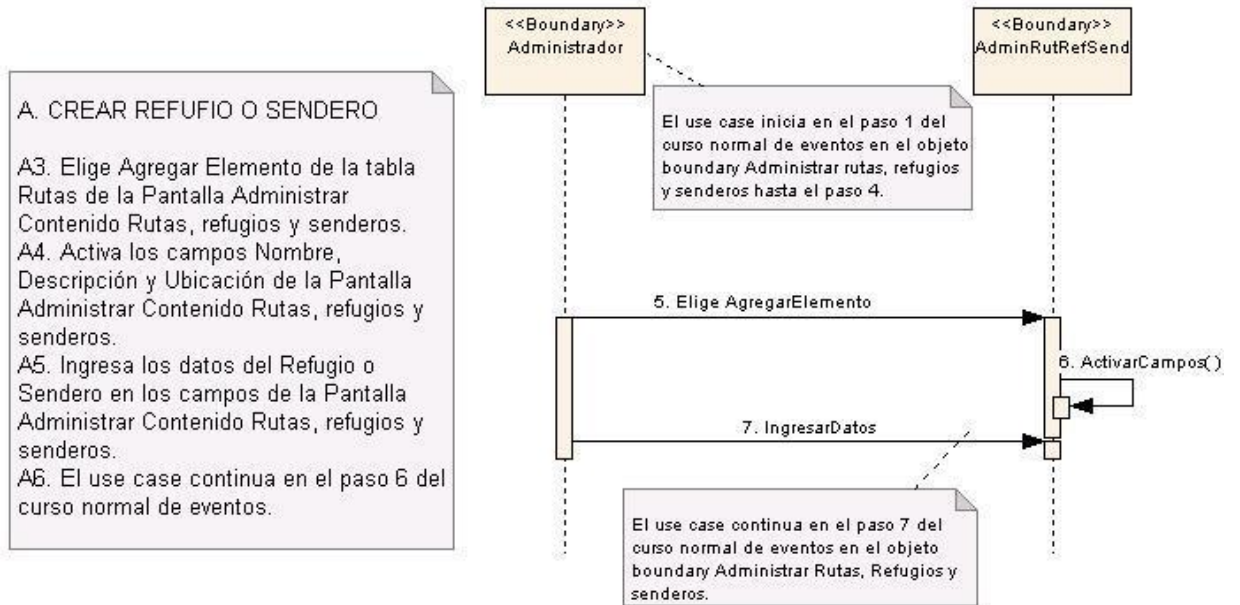 <<Boundary>>
Administrador
<<Boundary>>
AdminRutRefSend
A. CREAR REFUFIO O SENDERO
A3. Elige Agregar Elemento de la tabla
Rutas de la Pantalla Administrar
Contenido Rutas, refugios y senderos.
A4. Activa los campos Nombre,
Descripción y Ubicación de la Pantalla
Administrar Contenido Rutas, refugios y
senderos.
A5. Ingresa los datos del Refugio o
Sendero en los campos de la Pantalla
Administrar Contenido Rutas, refugios y
senderos.
A6. El use case continua en el paso 6 del
curso normal de eventos.
El use case inicia en el paso 1 del
curso normal de eventos en el objeto
boundary Administrar rutas, refugios
y senderos hasta el paso 4.
5. Elige AgregarElemento
6. ActivarCampos()
7. IngresarDatos
El use case continua en el paso 7 del
curso normal de eventos en el objeto
boundary Administrar Rutas, Refugios y
senderos.